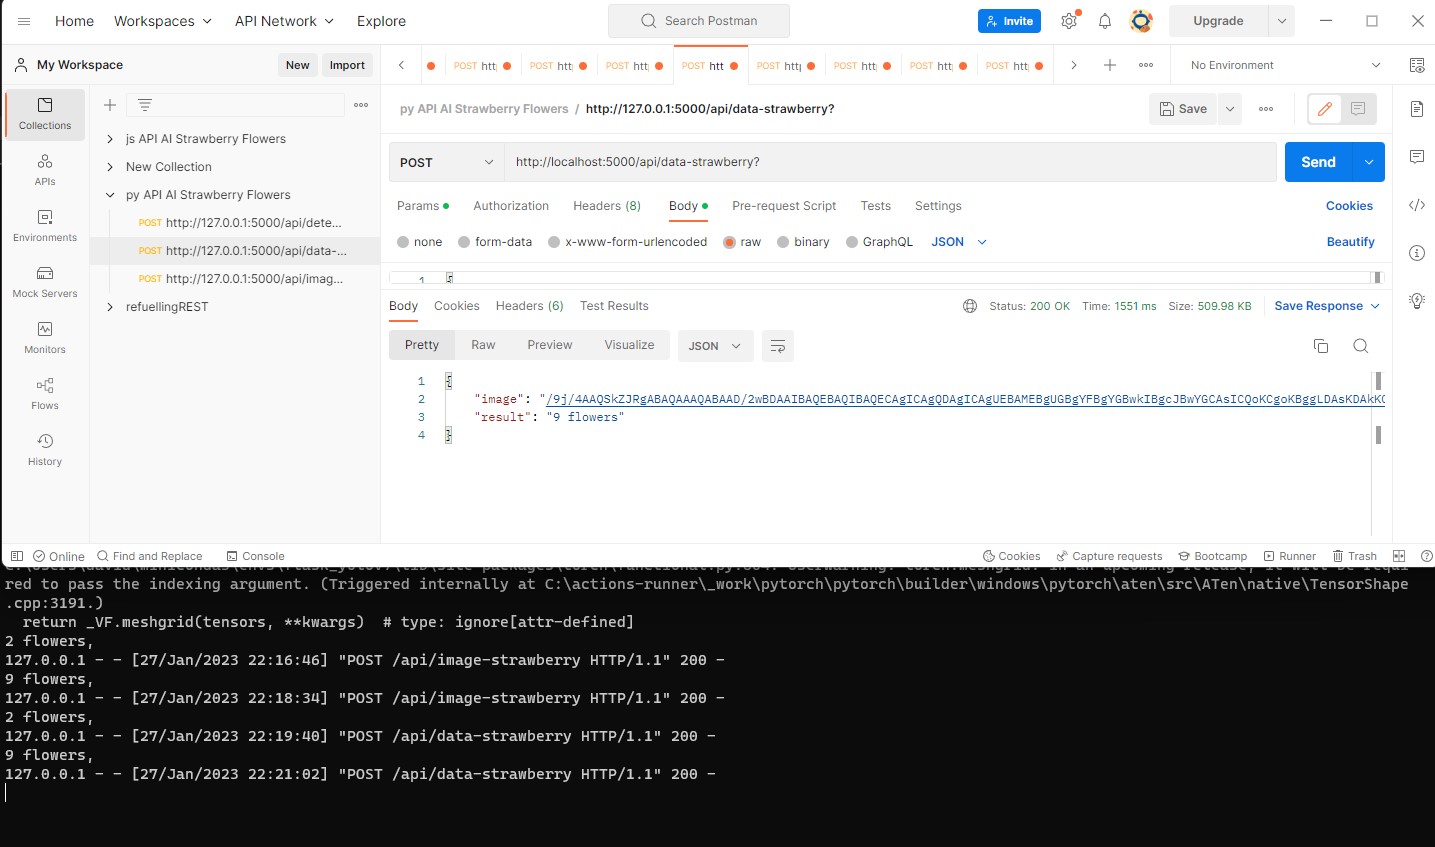 Home Workspaces API Network Explore Search Postman Invite Upgrade
My Workspace New Import POST POST POST POST POST POST POST POST No Environment
Collections
APIs
Environments
Mock Servers
Monitors
Flows
History
js API AI Strawberry Flowers
New Collection
py API AI Strawberry Flowers
POST http://127.0.0.1:5000/api/dete...
POST http://127.0.0.1:5000/api/data-...
POST http://127.0.0.1:5000/api/imag...
refuellingREST
py API AI Strawberry Flowers / http://127.0.0.1:5000/api/data-strawberry? Save
POST http://localhost:5000/api/data-strawberry? Send
Params Authorization Headers (8) Body Pre-request Script Tests Settings Cookies
none form-data x-www-form-urlencoded raw binary GraphQL JSON Beautify
1 {
Body Cookies Headers (6) Test Results Status: 200 OK Time: 1551 ms Size: 509.98 KB Save Response
Pretty Raw Preview Visualize JSON
1 {
2 "image": "/9j/4AAQSkZJRgABAQAAAQABAAD/2wBDAAIBAQEBAQIBAQECAgICAgQDAgICAgUEBAMEBgUGBgYFBgYGBwkIBgcJBwYGCAsICQoKCgoKBggLDAsKDAkKC
3 "result": "9 flowers"
4 }
Online Find and Replace Console Cookies Capture requests Bootcamp Runner Trash
red to pass the indexing argument. (Triggered internally at C:\actions-runner\_work\pytorch\pytorch\builder\windows\pytorch\aten\src\ATen\native\TensorShape
.cpp:3191.)
return _VF.meshgrid(tensors, **kwargs)  # type: ignore[attr-defined]
2 flowers,
127.0.0.1 - - [27/Jan/2023 22:16:46] "POST /api/image-strawberry HTTP/1.1" 200 -
9 flowers,
127.0.0.1 - - [27/Jan/2023 22:18:34] "POST /api/image-strawberry HTTP/1.1" 200 -
2 flowers,
127.0.0.1 - - [27/Jan/2023 22:19:40] "POST /api/data-strawberry HTTP/1.1" 200 -
9 flowers,
127.0.0.1 - - [27/Jan/2023 22:21:02] "POST /api/data-strawberry HTTP/1.1" 200 -